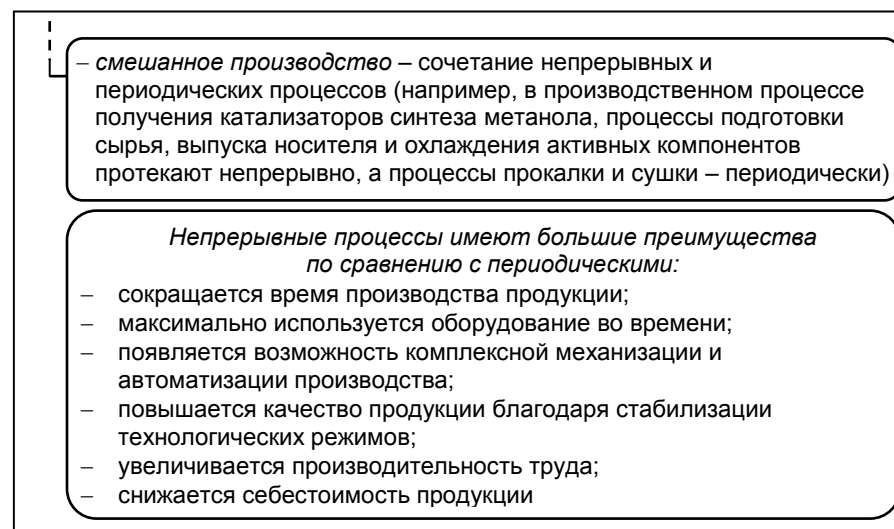 – смешанное производство – сочетание непрерывных и
периодических процессов (например, в производственном процессе
получения катализаторов синтеза метанола, процессы подготовки
сырья, выпуска носителя и охлаждения активных компонентов
протекают непрерывно, а процессы прокалки и сушки – периодически)
Непрерывные процессы имеют большие преимущества
по сравнению с периодическими:
– сокращается время производства продукции;
– максимально используется оборудование во времени;
– появляется возможность комплексной механизации и
автоматизации производства;
– повышается качество продукции благодаря стабилизации
технологических режимов;
– увеличивается производительность труда;
– снижается себестоимость продукции